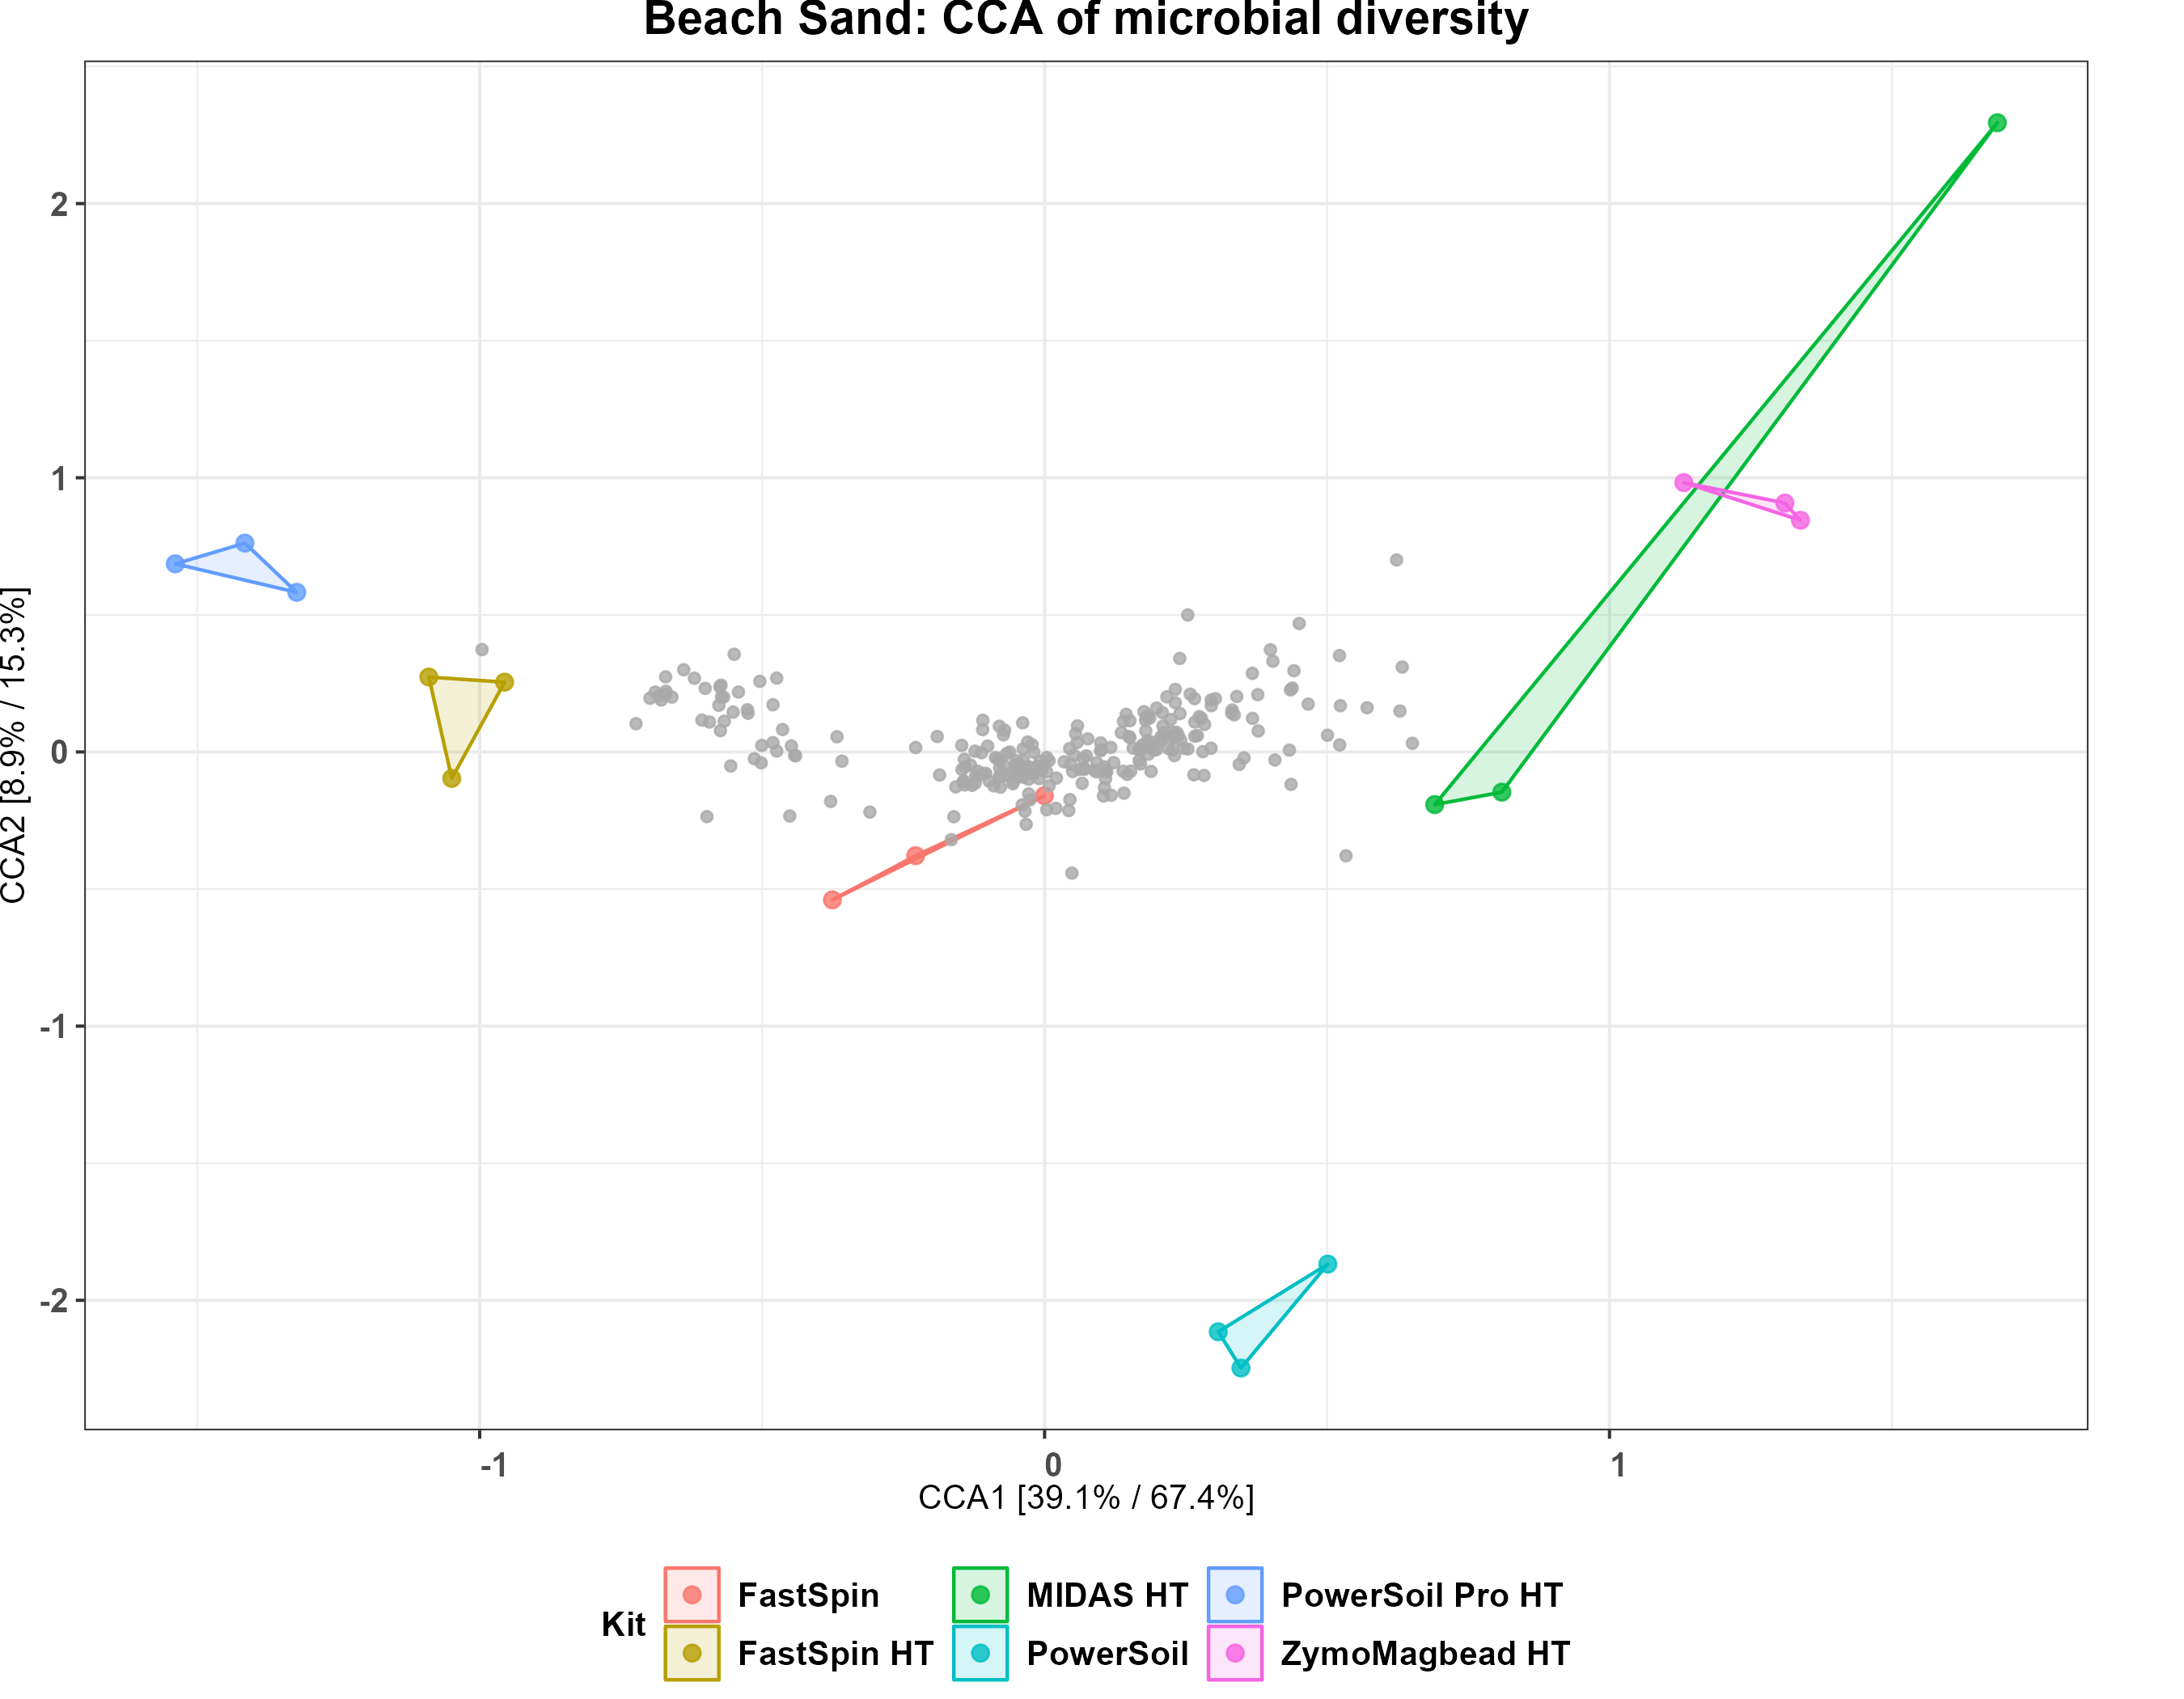 Beach Sand: CCA of microbial diversity
CCA2 [8.9% / 15.3%]
2
1
0
-1
-2
-1 0 1
CCA1 [39.1% / 67.4%]
Kit
FastSpin MIDAS HT PowerSoil Pro HT
FastSpin HT PowerSoil ZymoMagbead HT